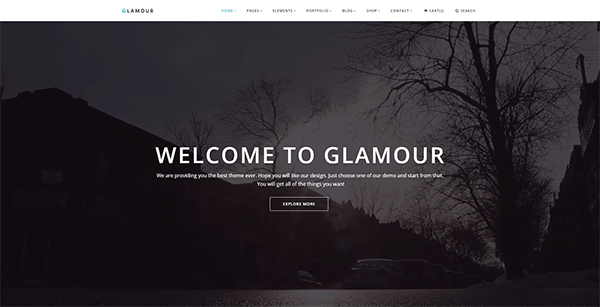 GLAMOUR HOME PAGES ELEMENTS PORTFOLIO BLOG SHOP CONTACT CART(0) SEARCH
WELCOME TO GLAMOUR
We are providing you the best theme ever. Hope you will like our design. Just choose one of our demo and start from that.
You will get all of the things you want
EXPLORE MORE